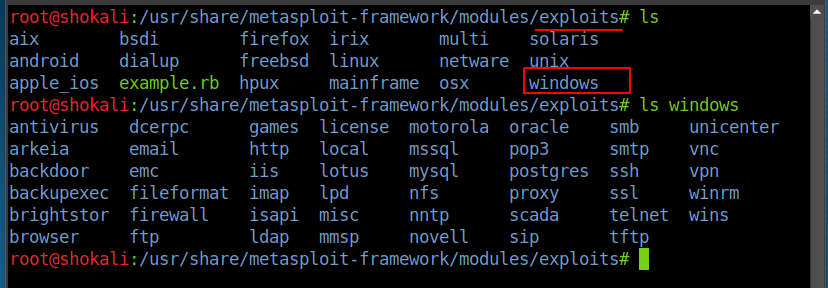 root@shokali:/usr/share/metasploit-framework/modules/exploits# ls
aix bsdi firefox irix multi solaris
android dialup freebsd linux netware unix
apple_ios example.rb hpux mainframe osx windows
root@shokali:/usr/share/metasploit-framework/modules/exploits# ls windows
antivirus dcerpc games license motorola oracle smb unicenter
arkeia email http local mssql pop3 smtp vnc
backdoor emc iis lotus mysql postgres ssh vpn
backupexec fileformat imap lpd nfs proxy ssl winrm
brightstor firewall isapi misc nntp scada telnet wins
browser ftp ldap mmsp novell sip tftp
root@shokali:/usr/share/metasploit-framework/modules/exploits#